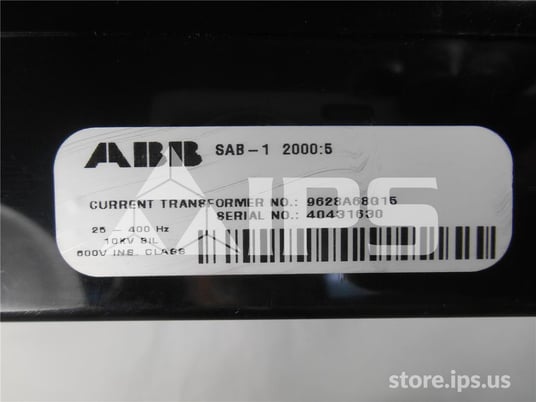 ABB SAB-1 2000:5
CURRENT TRANSFORMER NO.: 9628A68G15
SERIAL NO.: 40431630
25 - 400 Hz
10KV BIL
600V INS. CLASS
IPS
store.ips.us